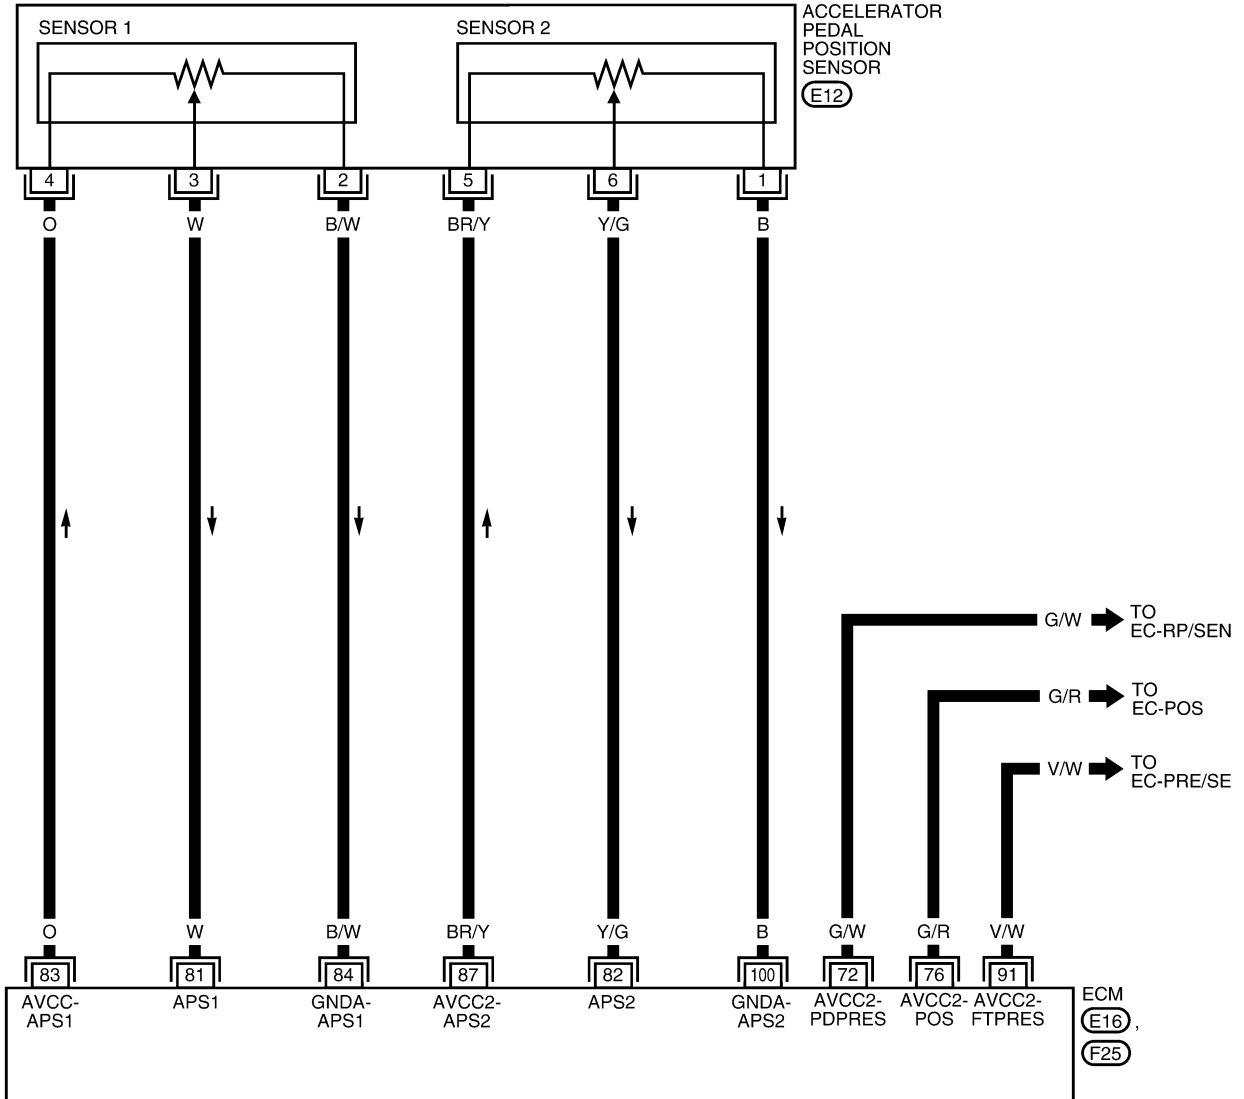 SENSOR 1
SENSOR 2
ACCELERATOR
PEDAL
POSITION
SENSOR
E12
4
3
2
5
6
1
O
W
B/W
BR/Y
Y/G
B
G/W
TO
EC-RP/SEN
G/R
TO
EC-POS
V/W
TO
EC-PRE/SE
O
W
B/W
BR/Y
Y/G
B
G/W
G/R
V/W
83
81
84
87
82
100
72
76
91
AVCC-
APS1
APS1
GNDA-
APS1
AVCC2-
APS2
APS2
GNDA-
APS2
AVCC2-
PDPRES
AVCC2-
POS
AVCC2-
FTPRES
ECM
E16 ,
F25